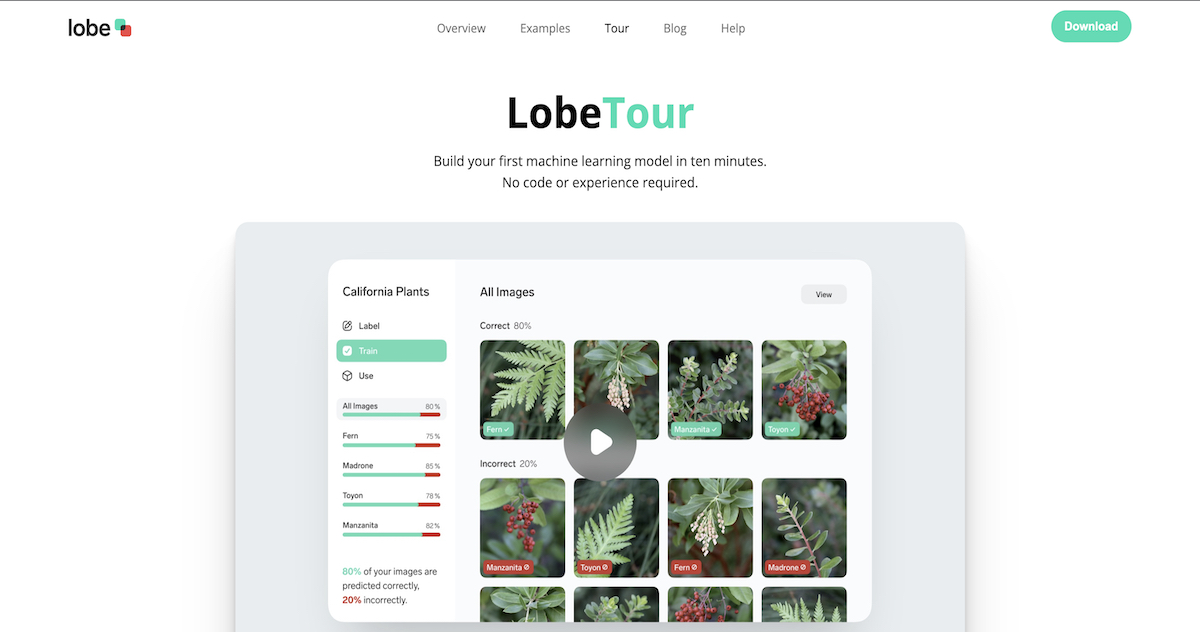 lobe
Overview Examples Tour Blog Help
Download
LobeTour
Build your first machine learning model in ten minutes.
No code or experience required.
California Plants
Label
Train
Use
All Images 80%
Fern 75%
Madrone 85%
Toyon 78%
Manzanita 82%
80% of your images are
predicted correctly,
20% incorrectly.
All Images
View
Correct 80%
Fern
Manzanita
Toyon
Incorrect 20%
Manzanita
Toyon
Fern
Madrone